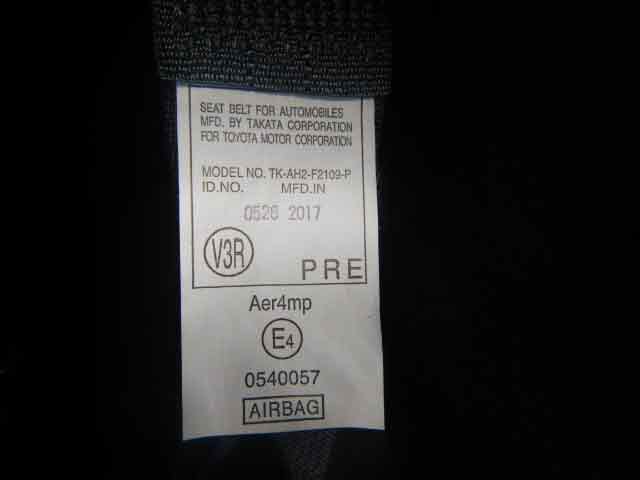 SEAT BELT FOR AUTOMOBILES
MFD. BY TAKATA CORPORATION
FOR TOYOTA MOTOR CORPORATION
MODEL NO. TK-AH2-F2109-P
ID.NO. MFD.IN
0526 2017
V3R
PRE
Aer4mp
E4
0540057
AIRBAG